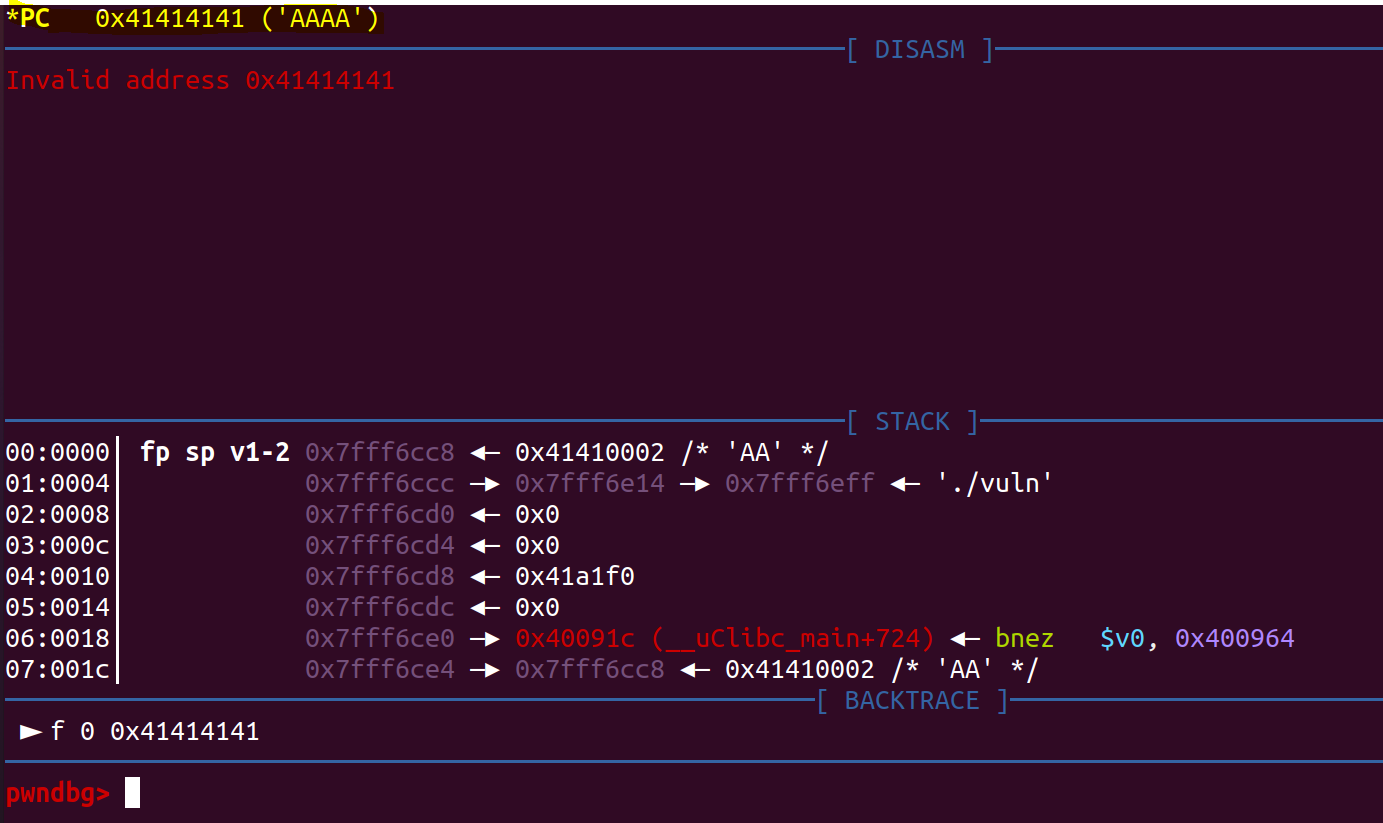 *PC   0x41414141 ('AAAA')
[ DISASM ]
Invalid address 0x41414141
[ STACK ]
00:0000│ fp sp v1-2 0x7fff6cc8 ◂— 0x41410002 /* 'AA' */
01:0004│            0x7fff6ccc —▸ 0x7fff6e14 —▸ 0x7fff6eff ◂— './vuln'
02:0008│            0x7fff6cd0 ◂— 0x0
03:000c│            0x7fff6cd4 ◂— 0x0
04:0010│            0x7fff6cd8 ◂— 0x41a1f0
05:0014│            0x7fff6cdc ◂— 0x0
06:0018│            0x7fff6ce0 —▸ 0x40091c (__uClibc_main+724) ◂— bnez   $v0, 0x400964
07:001c│            0x7fff6ce4 —▸ 0x7fff6cc8 ◂— 0x41410002 /* 'AA' */
[ BACKTRACE ]
► f 0 0x41414141
pwndbg>